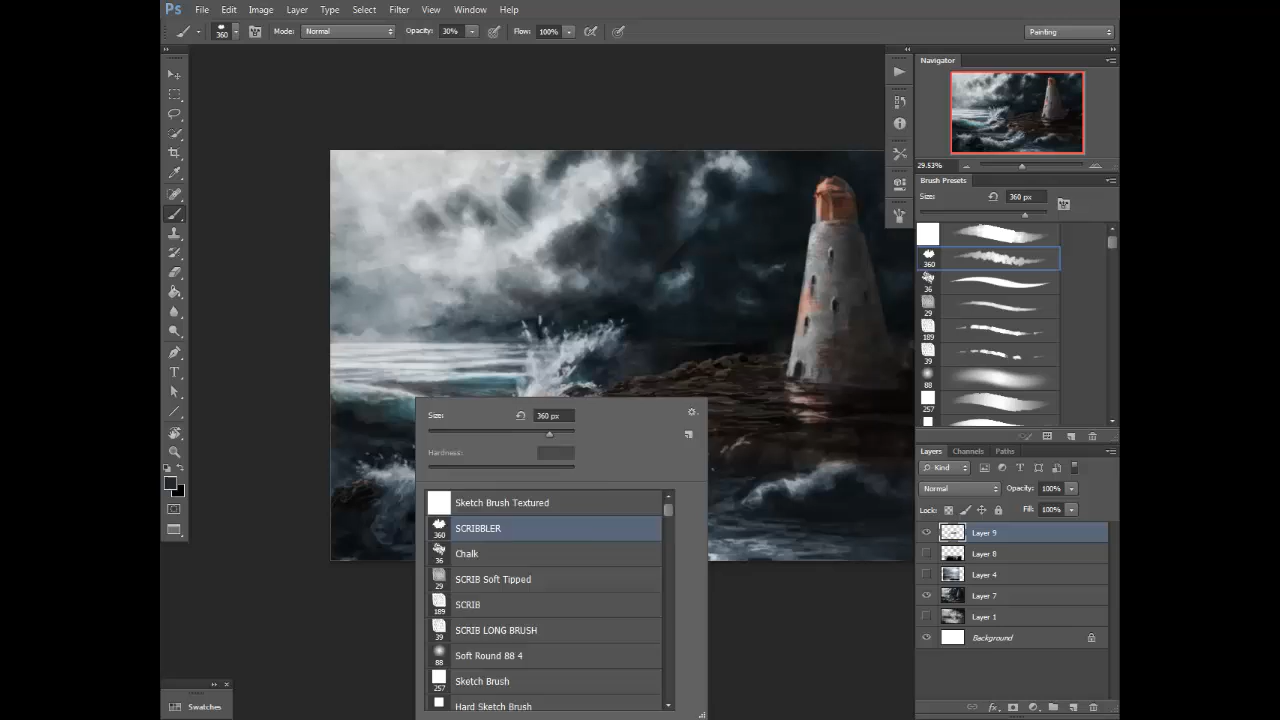 Ps File Edit Image Layer Type Select Filter View Window Help
360 Mode: Normal Opacity: 30% Flow: 100% Painting
Navigator
29.53%
Brush Presets
Size: 360 px
360
36
29
189
39
88
257
Size: 360 px
Hardness:
Sketch Brush Textured
360 SCRIBBLER
36 Chalk
29 SCRIB Soft Tipped
189 SCRIB
39 SCRIB LONG BRUSH
88 Soft Round 88 4
257 Sketch Brush
Hard Sketch Brush
Layers Channels Paths
Kind
Normal Opacity: 100%
Lock: Fill: 100%
Layer 9
Layer 8
Layer 4
Layer 7
Layer 1
Background
Swatches